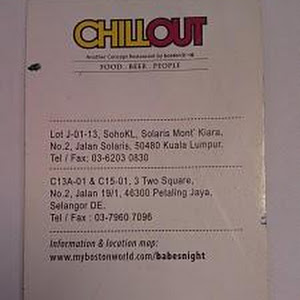 CHILLOUT
Another Concept Restaurant by
FOOD . BEER . PEOPLE
Lot J-01-13, SohoKL, Solaris Mont' Kiara,
No.2, Jalan Solaris, 50480 Kuala Lumpur.
Tel / Fax: 03-6203 0830
C13A-01 & C15-01, 3 Two Square,
No.2, Jalan 19/1, 46300 Petaling Jaya,
Selangor DE.
Tel / Fax : 03-7960 7096
Information & location map:
www.mybostonworld.com/babesnight